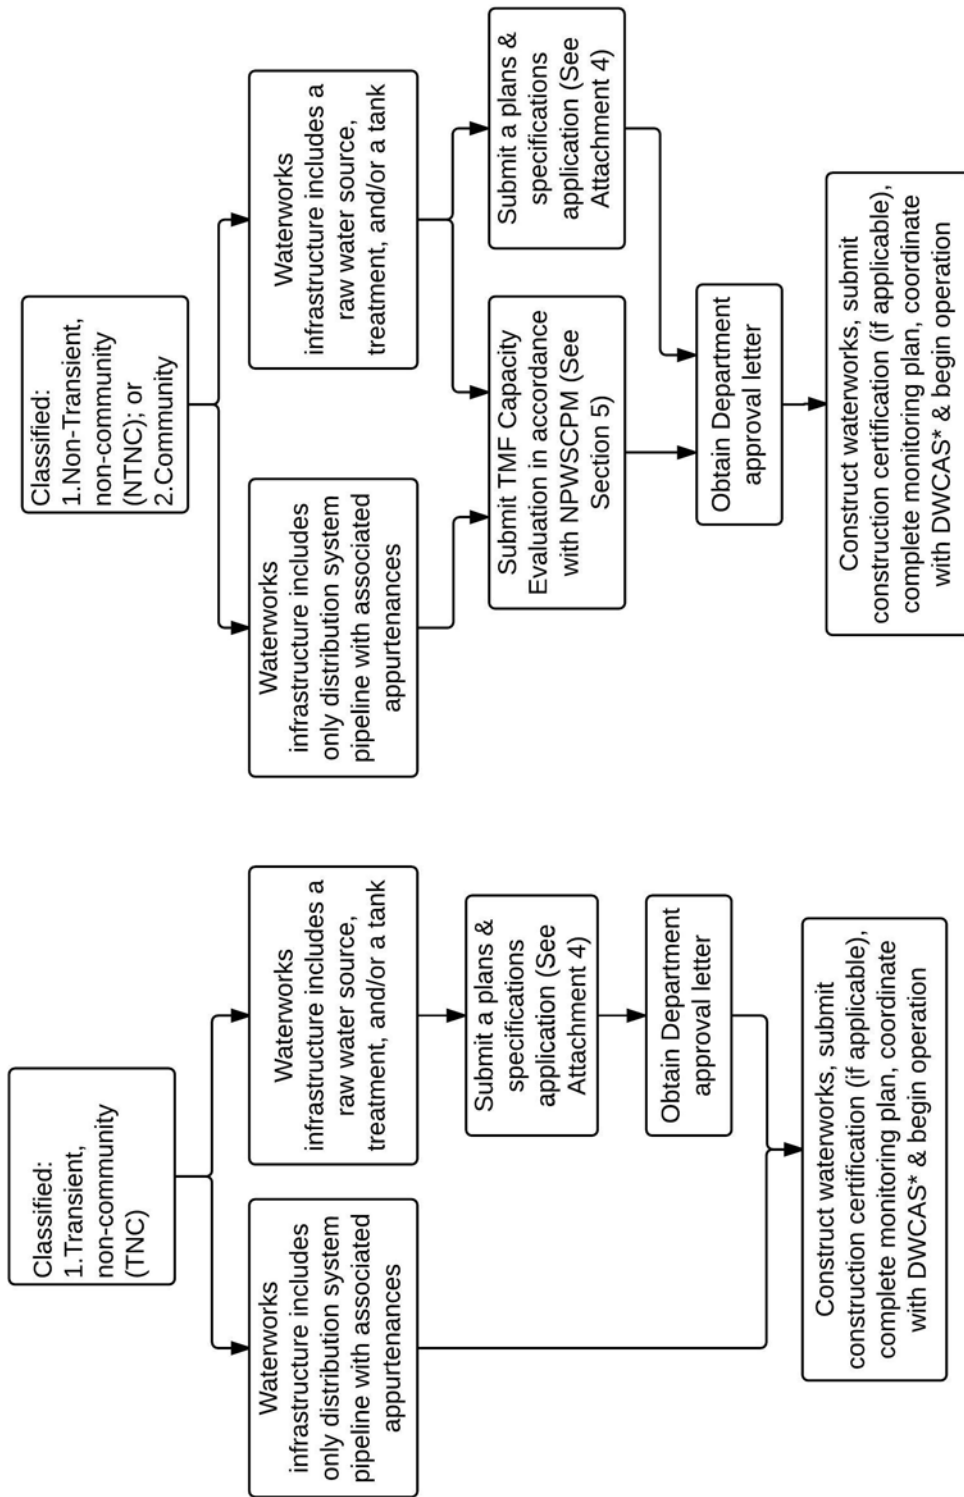 Classified:
1.Transient,
non-community
(TNC)
Waterworks
infrastructure includes
only distribution system
pipeline with associated
appurtenances
Waterworks
infrastructure includes a
raw water source,
treatment, and/or a tank
Submit a plans &
specifications
application (See
Attachment 4)
Obtain Department
approval letter
Construct waterworks, submit
construction certification (if applicable),
complete monitoring plan, coordinate
with DWCAS* & begin operation
Classified:
1.Non-Transient,
non-community
(NTNC); or
2.Community
Waterworks
infrastructure includes
only distribution system
pipeline with associated
appurtenances
Waterworks
infrastructure includes a
raw water source,
treatment, and/or a tank
Submit TMF Capacity
Evaluation in accordance
with NPWSCPM (See
Section 5)
Submit a plans &
specifications
application (See
Attachment 4)
Obtain Department
approval letter
Construct waterworks, submit
construction certification (if applicable),
complete monitoring plan, coordinate
with DWCAS* & begin operation